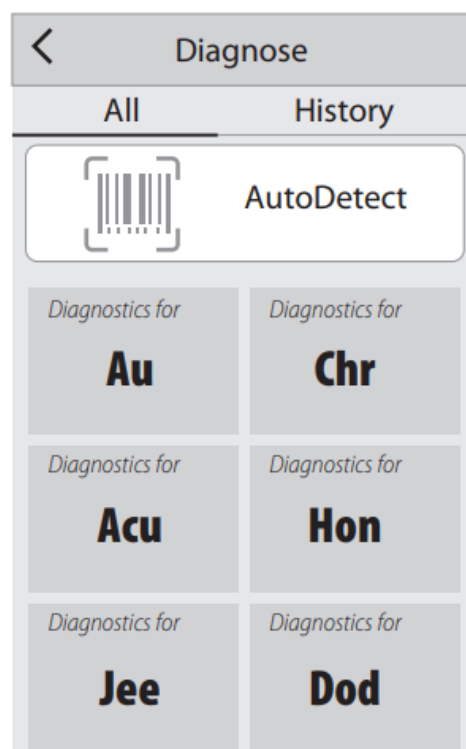 Diagnose
All History
AutoDetect
Diagnostics for Diagnostics for
Au Chr
Diagnostics for Diagnostics for
Acu Hon
Diagnostics for Diagnostics for
Jee Dod